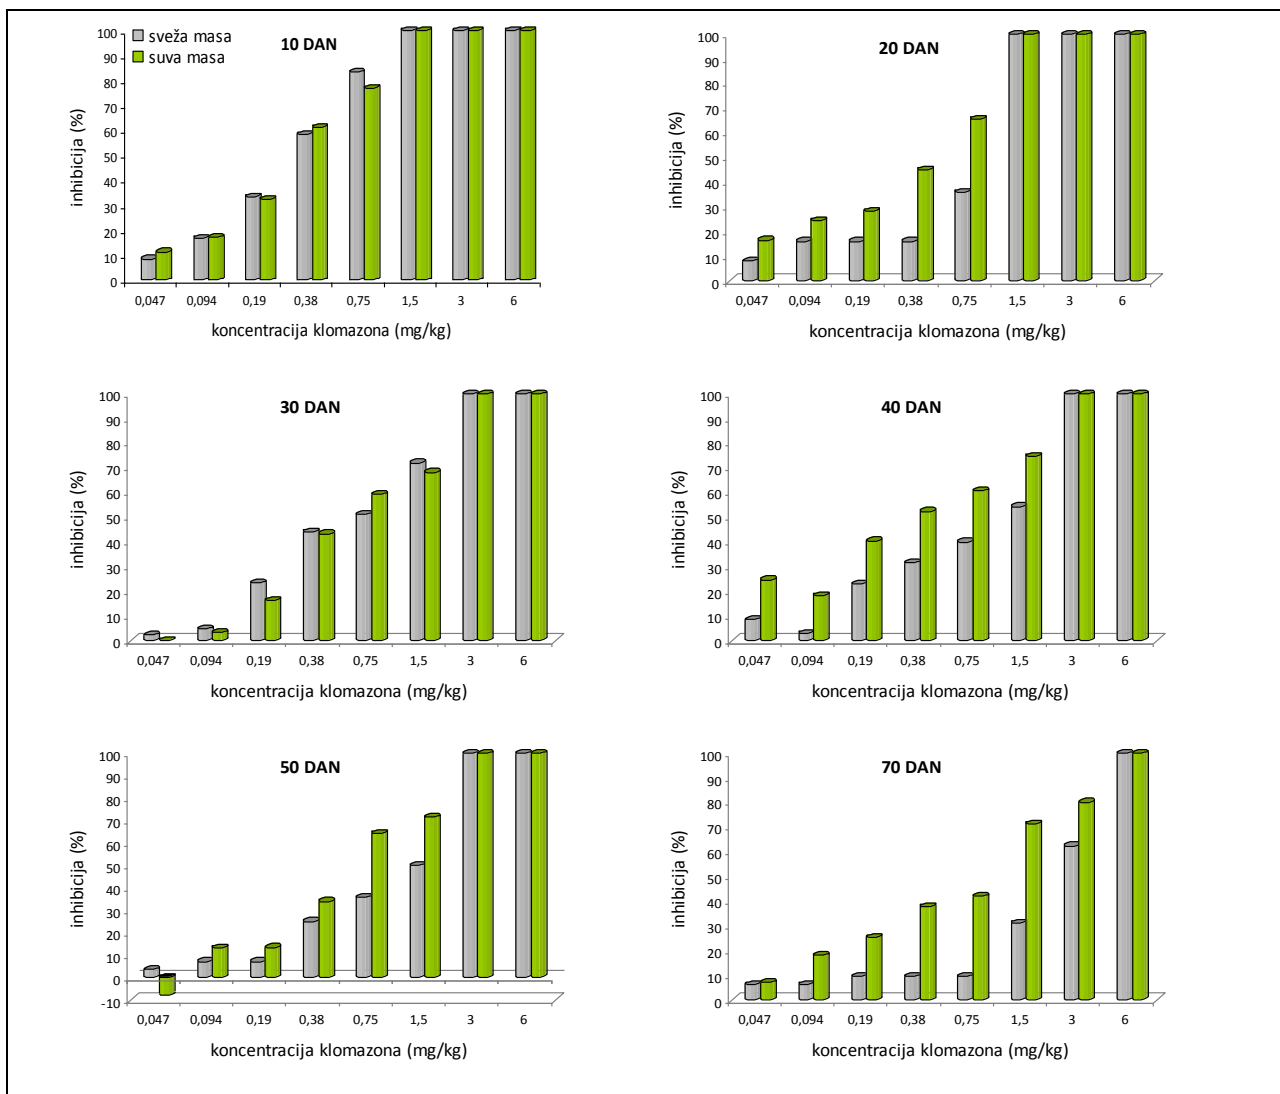 sveža masa
suva masa
10 DAN
inhibicija (%)
100
90
80
70
60
50
40
30
20
10
0
0,047 0,094 0,19 0,38 0,75 1,5 3 6
koncentracija klomazona (mg/kg)
20 DAN
inhibicija (%)
100
90
80
70
60
50
40
30
20
10
0
0,047 0,094 0,19 0,38 0,75 1,5 3 6
koncentracija klomazona (mg/kg)
30 DAN
inhibicija (%)
100
90
80
70
60
50
40
30
20
10
0
0,047 0,094 0,19 0,38 0,75 1,5 3 6
koncentracija klomazona (mg/kg)
40 DAN
inhibicija (%)
100
90
80
70
60
50
40
30
20
10
0
0,047 0,094 0,19 0,38 0,75 1,5 3 6
koncentracija klomazona (mg/kg)
50 DAN
inhibicija (%)
100
90
80
70
60
50
40
30
20
10
0
-10
0,047 0,094 0,19 0,38 0,75 1,5 3 6
koncentracija klomazona (mg/kg)
70 DAN
inhibicija (%)
100
90
80
70
60
50
40
30
20
10
0
0,047 0,094 0,19 0,38 0,75 1,5 3 6
koncentracija klomazona (mg/kg)